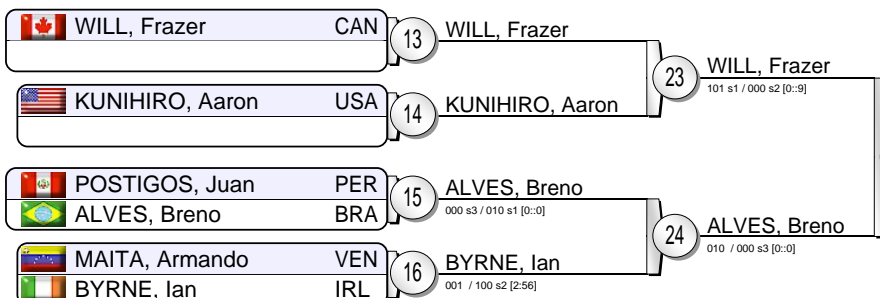 WILL, Frazer CAN 13 WILL, Frazer
23 WILL, Frazer
101 s1 / 000 s2 [0::9]
KUNIHIRO, Aaron USA 14 KUNIHIRO, Aaron
POSTIGOS, Juan PER 15 ALVES, Breno
ALVES, Breno BRA 000 s3 / 010 s1 [0::0]
24 ALVES, Breno
010 / 000 s3 [0::0]
MAITA, Armando VEN 16 BYRNE, Ian
BYRNE, Ian IRL 001 / 100 s2 [2:56]